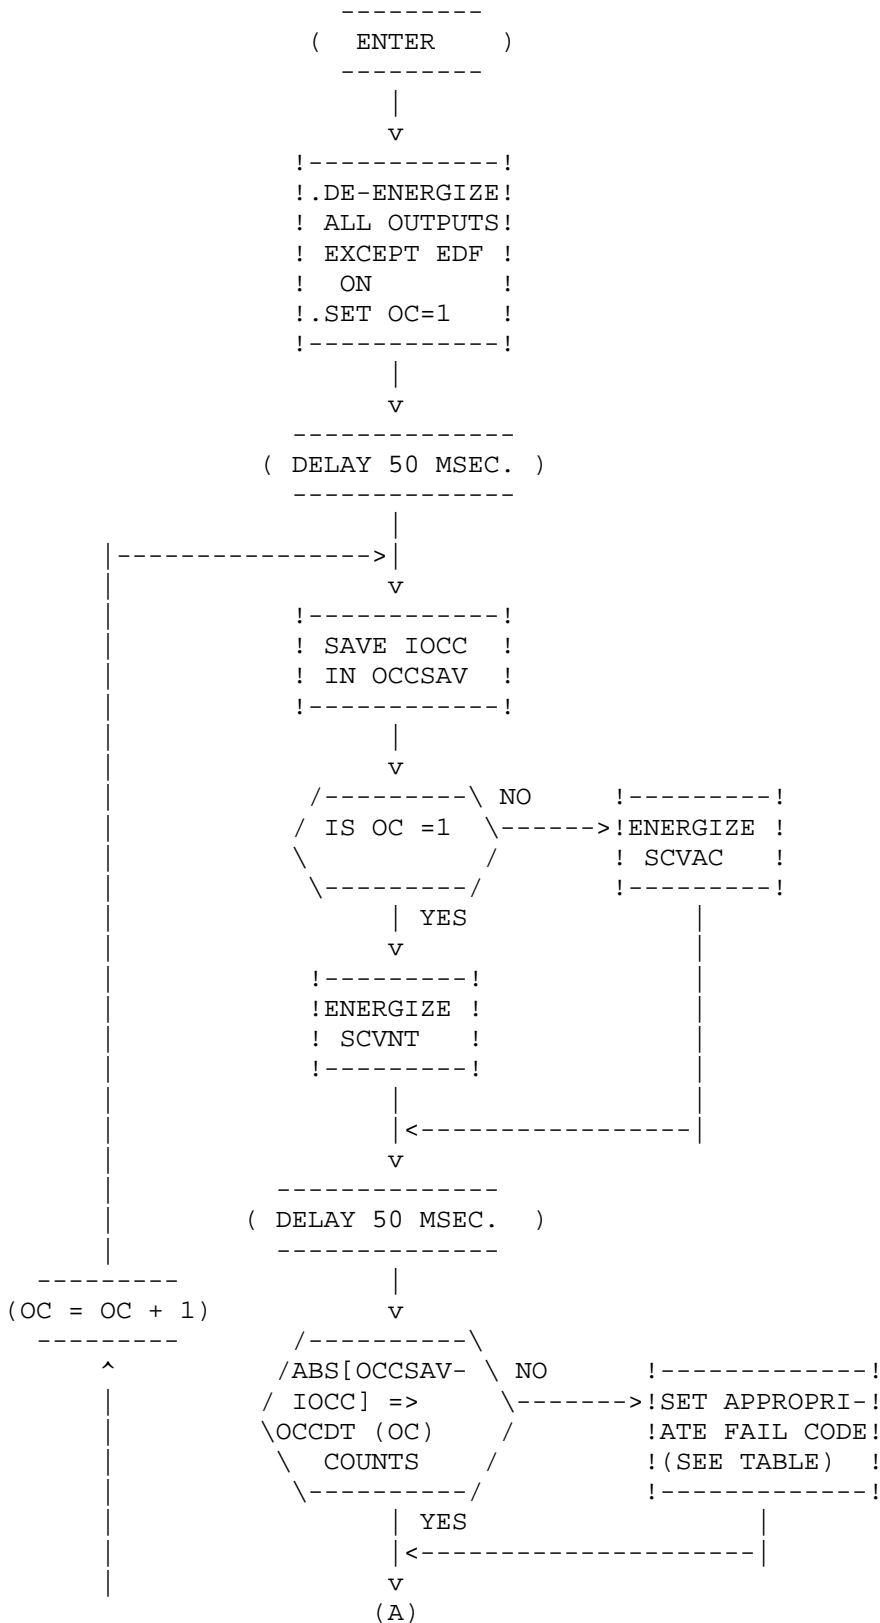 ( ENTER )
.DE-ENERGIZE
ALL OUTPUTS
EXCEPT EDF
ON
.SET OC=1
( DELAY 50 MSEC. )
SAVE IOCC
IN OCCSAV
NO
IS OC =1
ENERGIZE
SCVAC
YES
ENERGIZE
SCVNT
( DELAY 50 MSEC. )
(OC = OC + 1)
ABS[OCCSAV-
IOCC] =>
OCCDT (OC)
COUNTS
NO
SET APPROPRI-
ATE FAIL CODE
(SEE TABLE)
YES
(A)